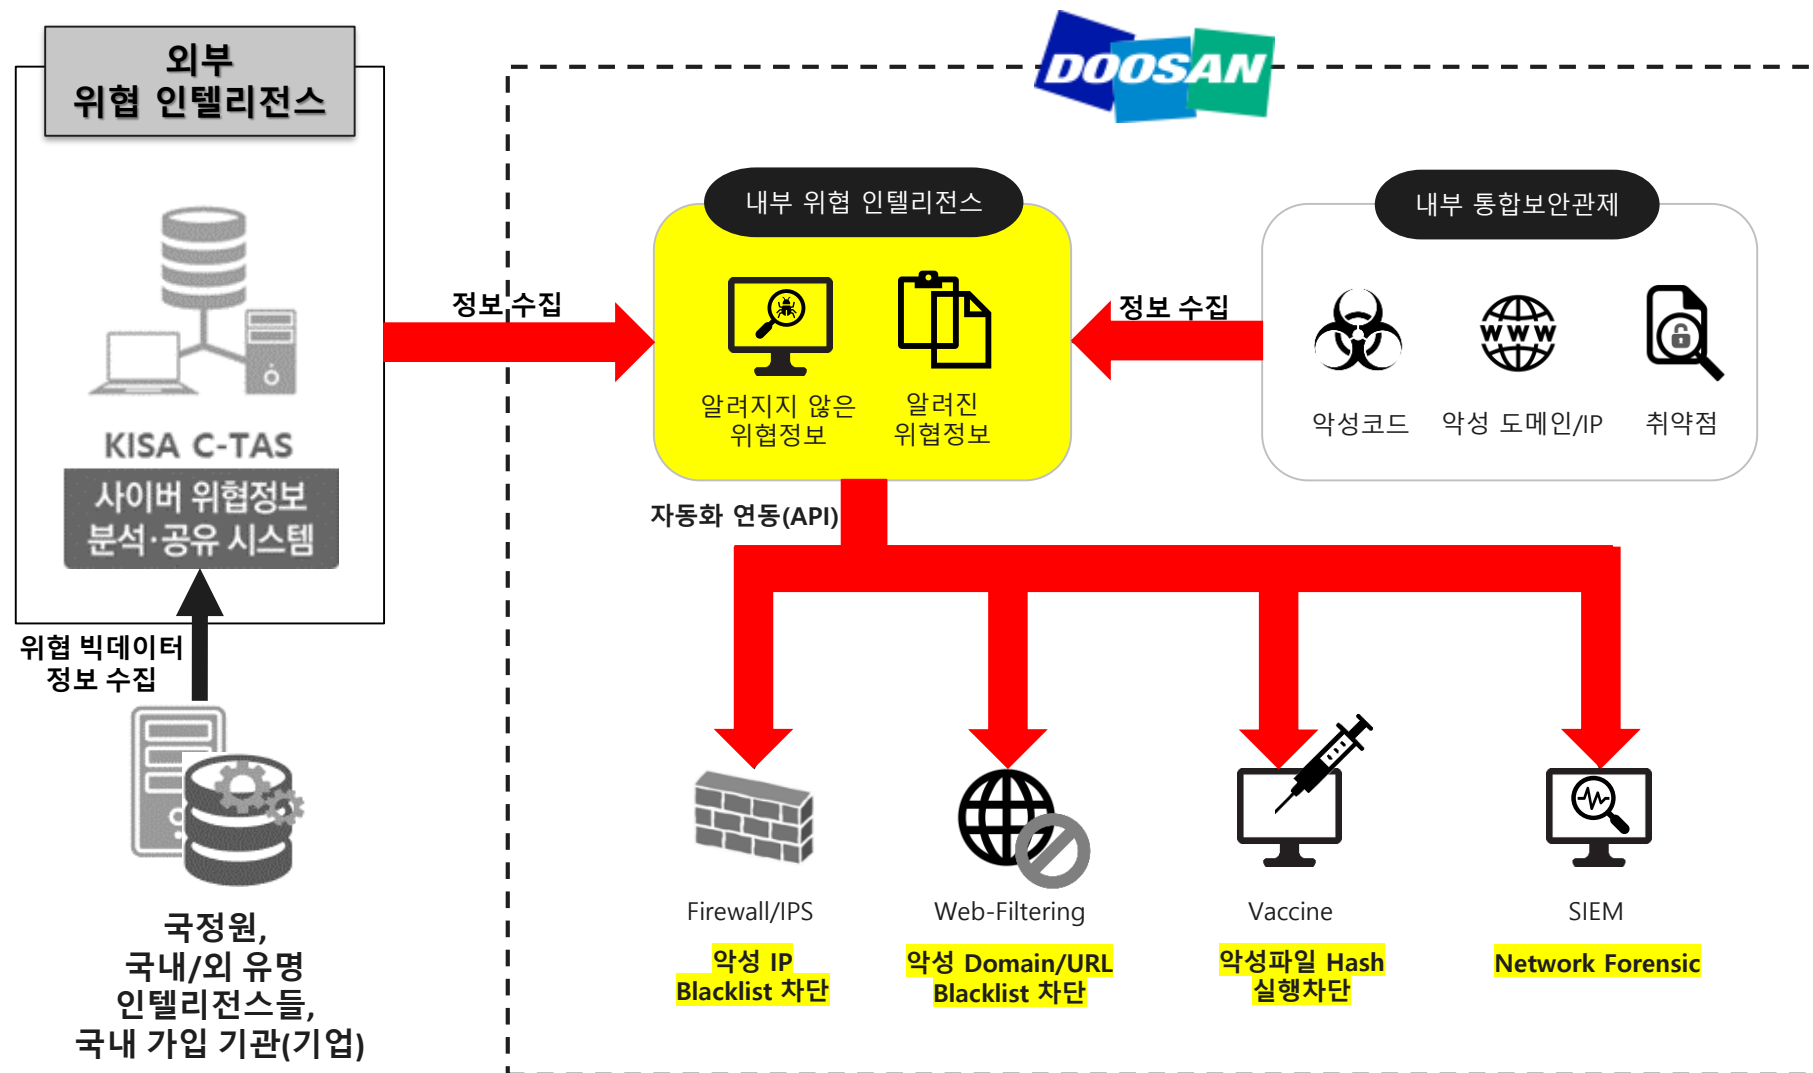 외부
위협 인텔리전스
KISA C-TAS
사이버 위협정보
분석·공유 시스템
위협 빅데이터
정보 수집
국정원,
국내/외 유명
인텔리전스들,
국내 가입 기관(기업)
정보 수집
DOOSAN
내부 위협 인텔리전스
알려지지 않은
위협정보
알려진
위협정보
정보 수집
내부 통합보안관제
WWW
악성코드
악성 도메인/IP
취약점
자동화 연동(API)
Firewall/IPS
악성 IP
Blacklist 차단
Web-Filtering
악성 Domain/URL
Blacklist 차단
Vaccine
악성파일 Hash
실행차단
SIEM
Network Forensic